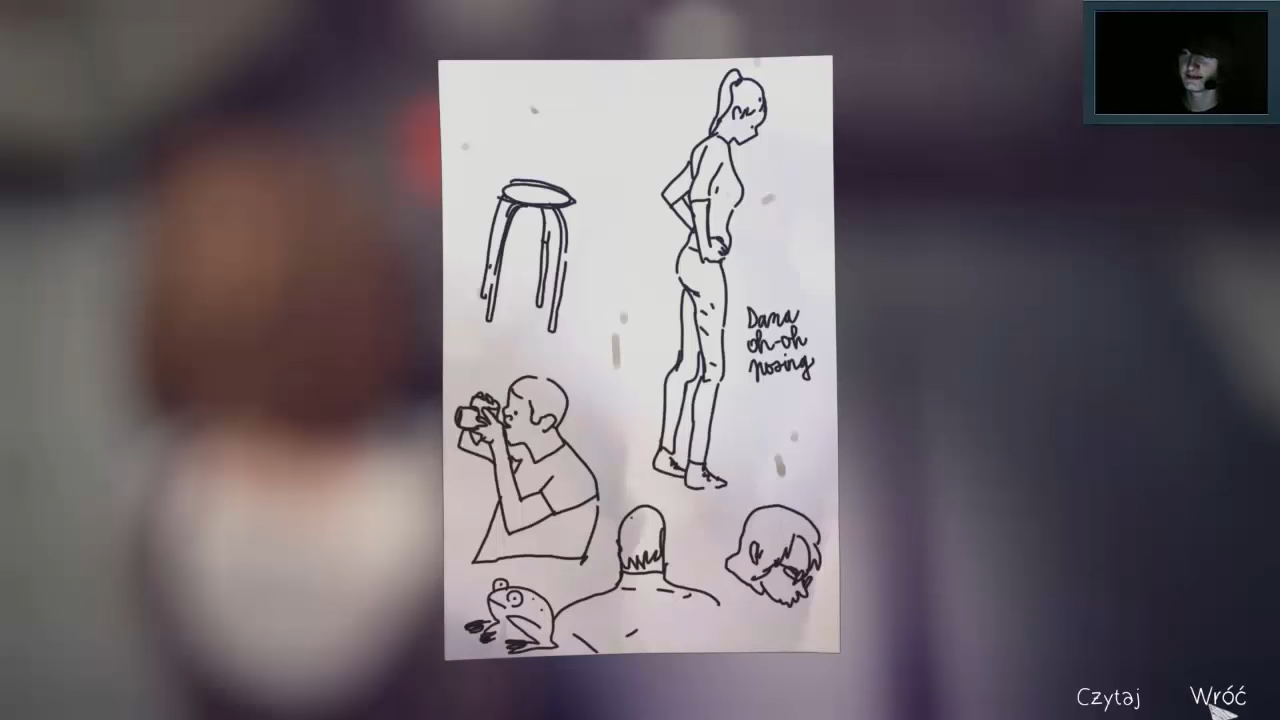 Dana
oh-oh
posing
Czytaj
Wróć